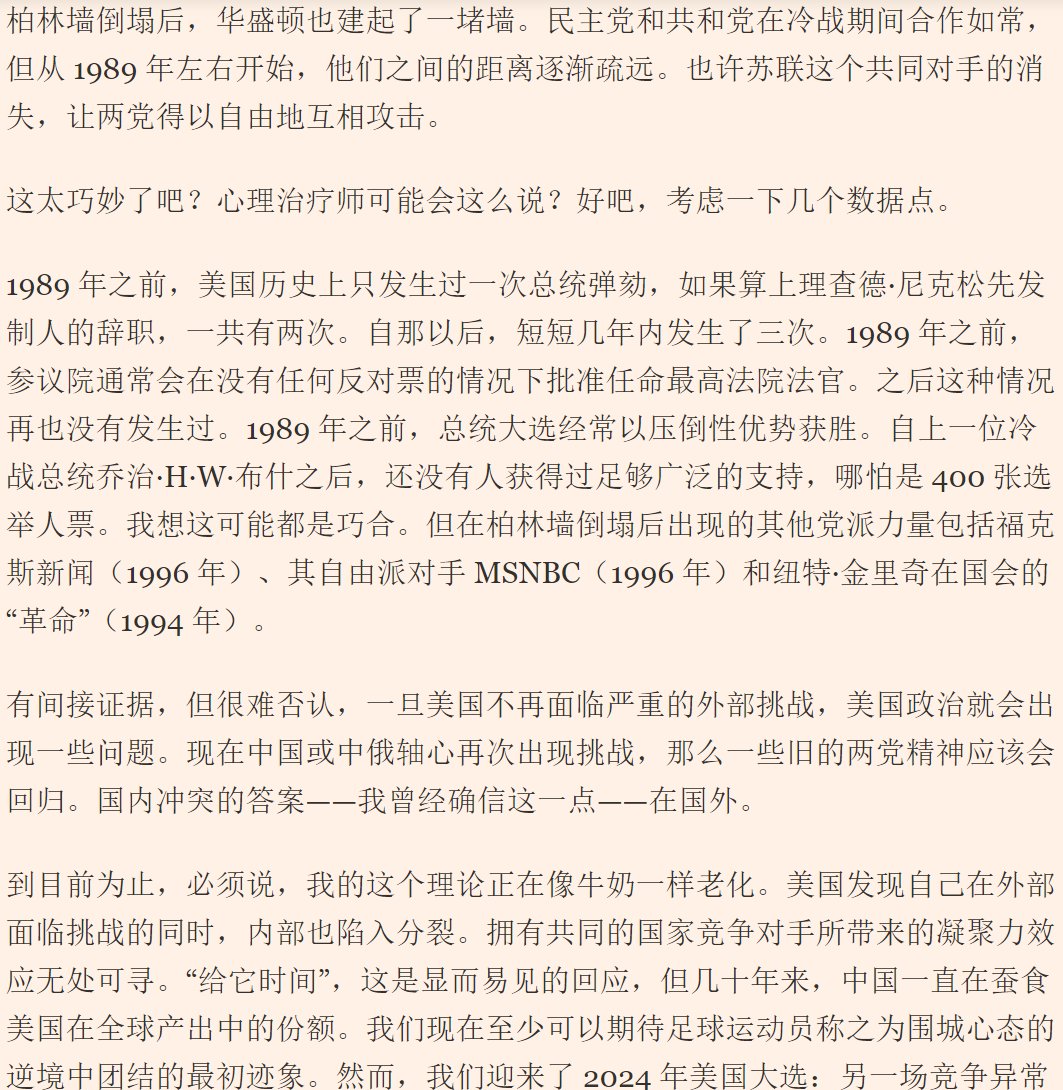 柏林墙倒塌后，华盛顿也建起了一堵墙。民主党和共和党在冷战期间合作如常，
但从 1989 年左右开始，他们之间的距离逐渐疏远。也许苏联这个共同对手的消
失，让两党得以自由地互相攻击。
这太巧妙了吧？心理治疗师可能会这么说？好吧，考虑一下几个数据点。
1989 年之前，美国历史上只发生过一次总统弹劾，如果算上理查德·尼克松先发
制人的辞职，一共有两次。自那以后，短短几年内发生了三次。1989 年之前，
参议院通常会在没有任何反对票的情况下批准任命最高法院法官。之后这种情况
再也没有发生过。1989 年之前，总统大选经常以压倒性优势获胜。自上一位冷
战总统乔治·H·W·布什之后，还没有人获得过足够广泛的支持，哪怕是 400 张选
举人票。我想这可能都是巧合。但在柏林墙倒塌后出现的其他党派力量包括福克
斯新闻（1996 年）、其自由派对手 MSNBC（1996 年）和纽特·金里奇在国会的
“革命”（1994 年）。
有间接证据，但很难否认，一旦美国不再面临严重的外部挑战，美国政治就会出
现一些问题。现在中国或中俄轴心再次出现挑战，那么一些旧的两党精神应该会
回归。国内冲突的答案——我曾经确信这一点——在国外。
到目前为止，必须说，我的这个理论正在像牛奶一样老化。美国发现自己在外部
面临挑战的同时，内部也陷入分裂。拥有共同的国家竞争对手所带来的凝聚力效
应无处可寻。“给它时间”，这是显而易见的回应，但几十年来，中国一直在蚕食
美国在全球产出中的份额。我们现在至少可以期待足球运动员称之为围城心态的
逆境中团结的最初迹象。然而，我们迎来了 2024 年美国大选：另一场竞争异常